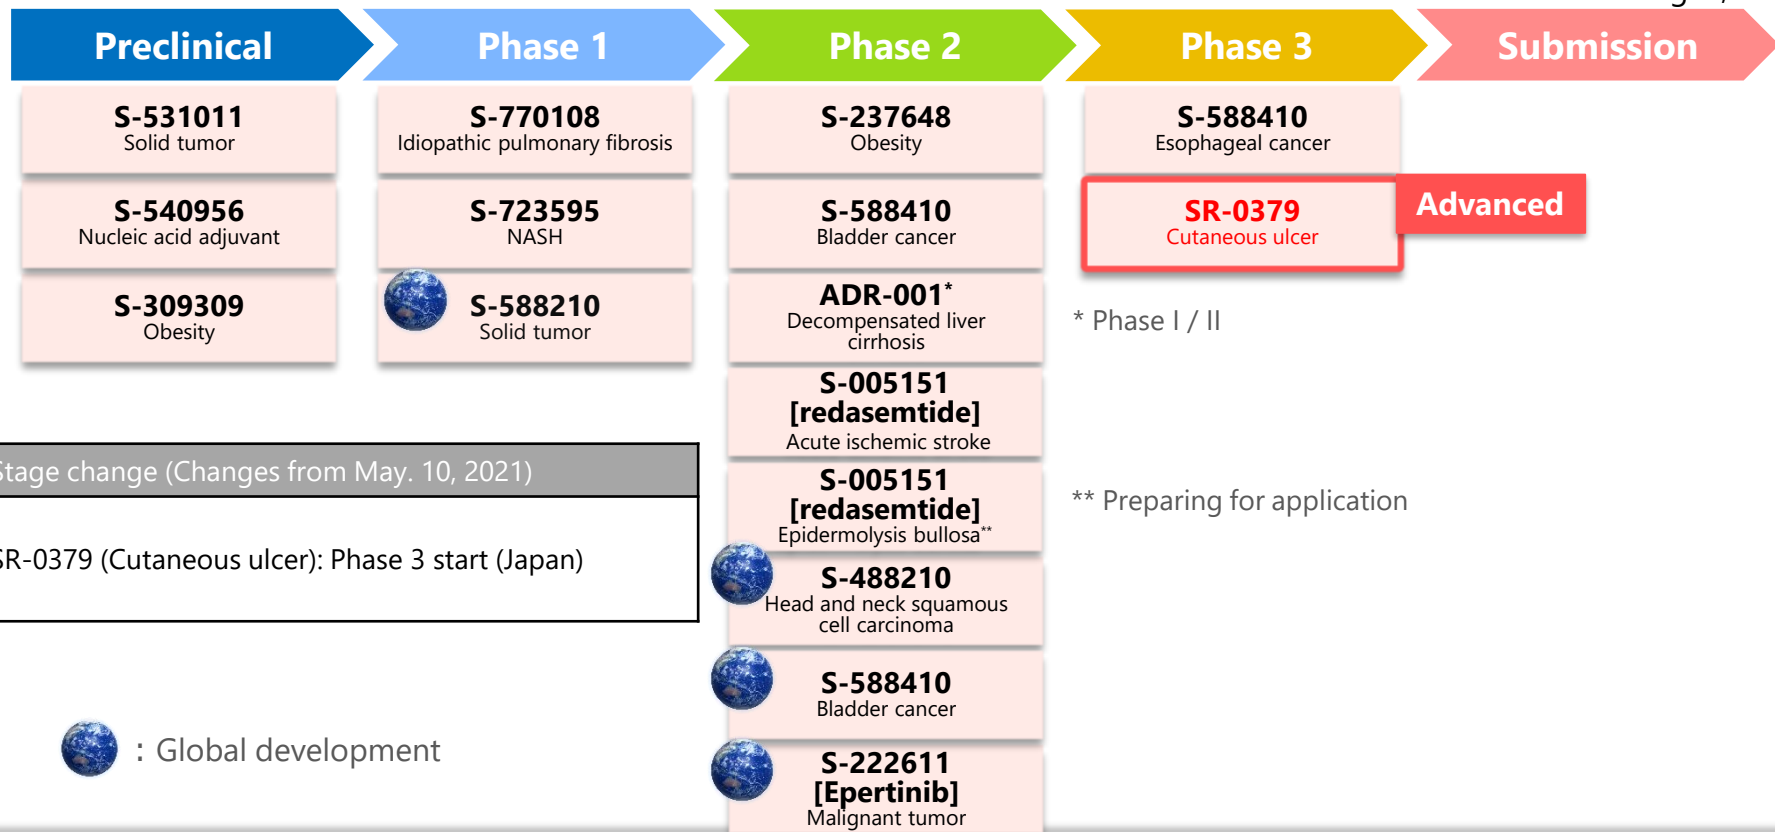 Preclinical
Phase 1
Phase 2
Phase 3
Submission
S-531011
Solid tumor
S-540956
Nucleic acid adjuvant
S-309309
Obesity
S-770108
Idiopathic pulmonary fibrosis
S-723595
NASH
S-588210
Solid tumor
S-237648
Obesity
S-588410
Bladder cancer
ADR-001*
Decompensated liver
cirrhosis
S-005151
[redasemtide]
Acute ischemic stroke
S-005151
[redasemtide]
Epidermolysis bullosa**
S-488210
Head and neck squamous
cell carcinoma
S-588410
Bladder cancer
S-222611
[Epertinib]
Malignant tumor
S-588410
Esophageal cancer
SR-0379
Cutaneous ulcer
Advanced
* Phase I / II
** Preparing for application
Stage change (Changes from May. 10, 2021)
SR-0379 (Cutaneous ulcer): Phase 3 start (Japan)
: Global development